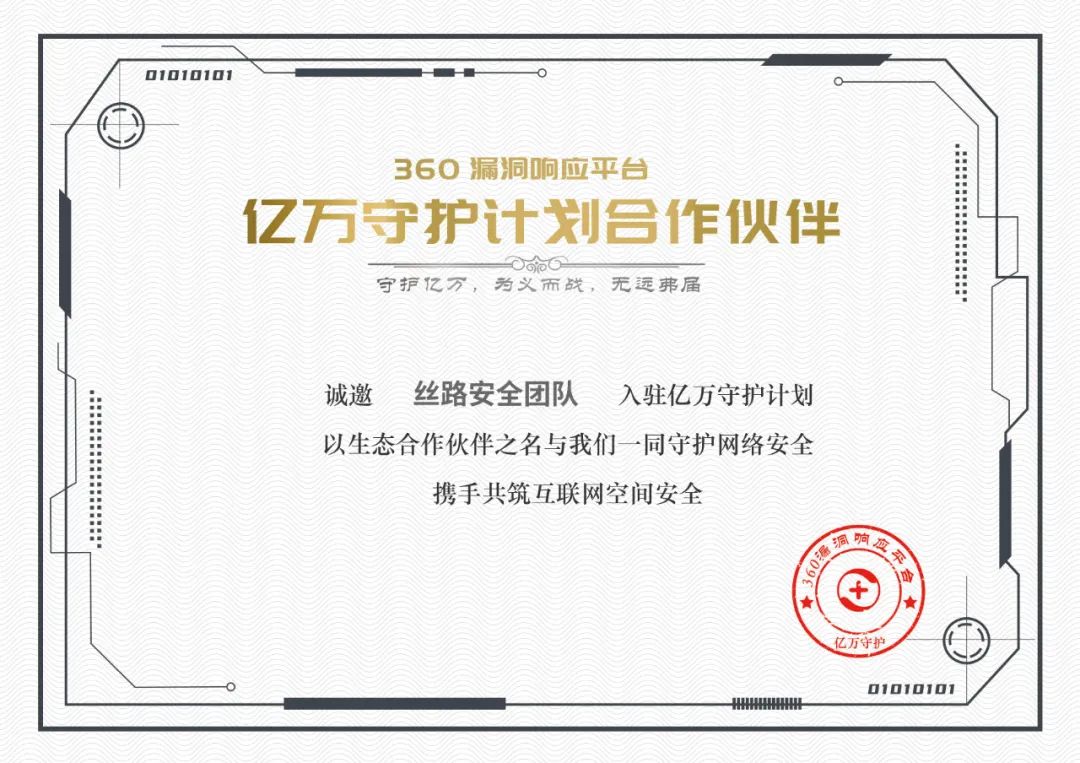 01010101
360 漏洞响应平台
亿万守护计划合作伙伴
守护亿万，为义而战，无远弗届
诚邀 丝路安全团队 入驻亿万守护计划
以生态合作伙伴之名与我们一同守护网络安全
携手共筑互联网空间安全
360漏洞响应平台
亿万守护
01010101